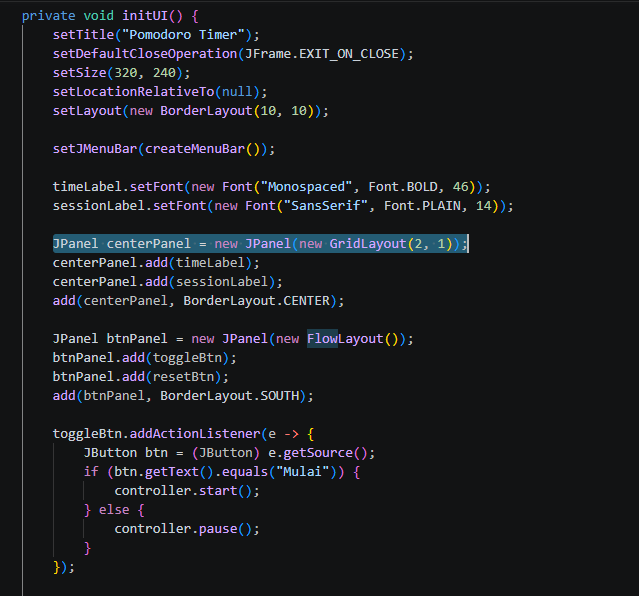 private void initUI() {
setTitle("Pomodoro Timer");
setDefaultCloseOperation(JFrame.EXIT_ON_CLOSE);
setSize(320, 240);
setLocationRelativeTo(null);
setLayout(new BorderLayout(10, 10));
setJMenuBar(createMenuBar());
timeLabel.setFont(new Font("Monospaced", Font.BOLD, 46));
sessionLabel.setFont(new Font("SansSerif", Font.PLAIN, 14));
JPanel centerPanel = new JPanel(new GridLayout(2, 1));
centerPanel.add(timeLabel);
centerPanel.add(sessionLabel);
add(centerPanel, BorderLayout.CENTER);
JPanel btnPanel = new JPanel(new FlowLayout());
btnPanel.add(toggleBtn);
btnPanel.add(resetBtn);
add(btnPanel, BorderLayout.SOUTH);
toggleBtn.addActionListener(e -> {
JButton btn = (JButton) e.getSource();
if (btn.getText().equals("Mulai")) {
controller.start();
} else {
controller.pause();
}
});